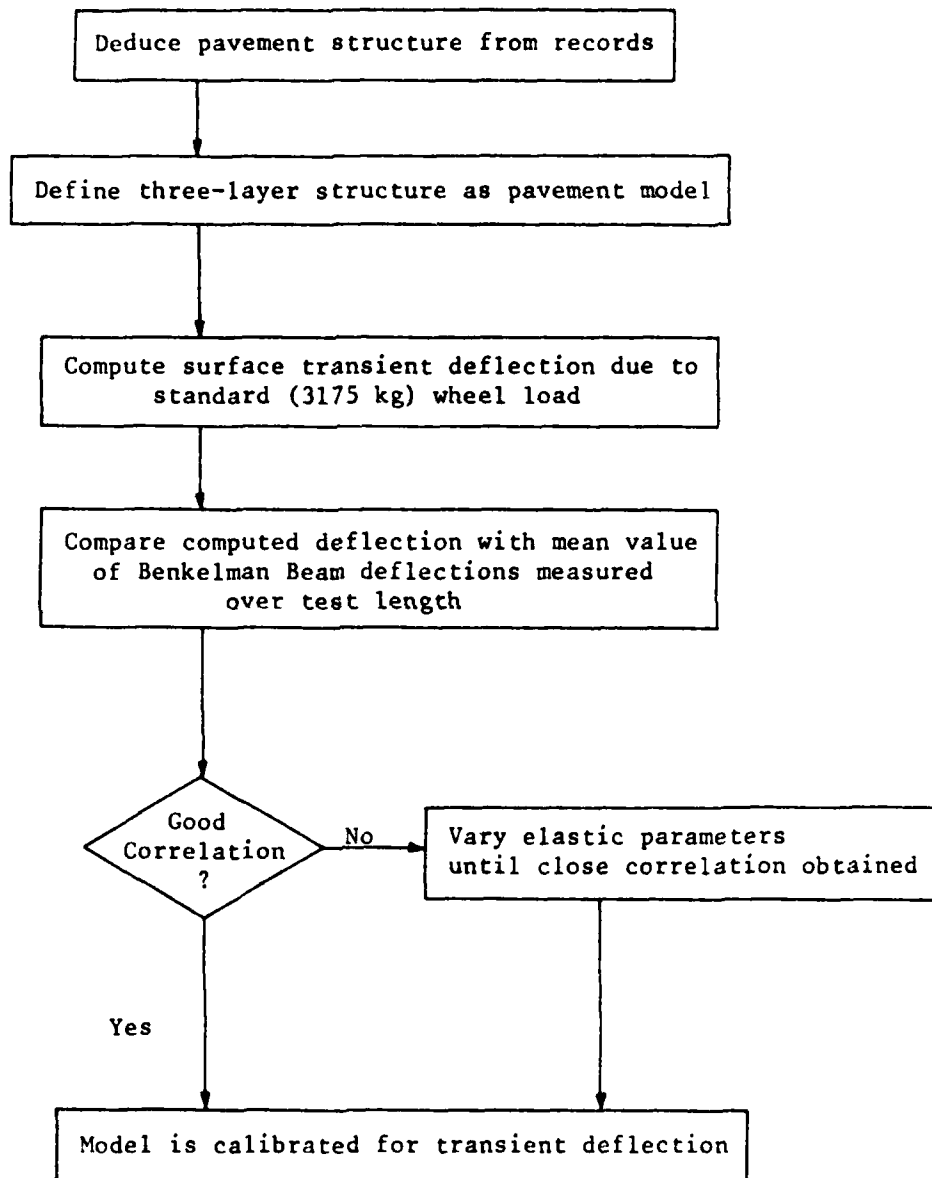 Deduce pavement structure from records
Define three-layer structure as pavement model
Compute surface transient deflection due to
standard (3175 kg) wheel load
Compare computed deflection with mean value
of Benkelman Beam deflections measured
over test length
Good
Correlation
?
No
Vary elastic parameters
until close correlation obtained
Yes
Model is calibrated for transient deflection